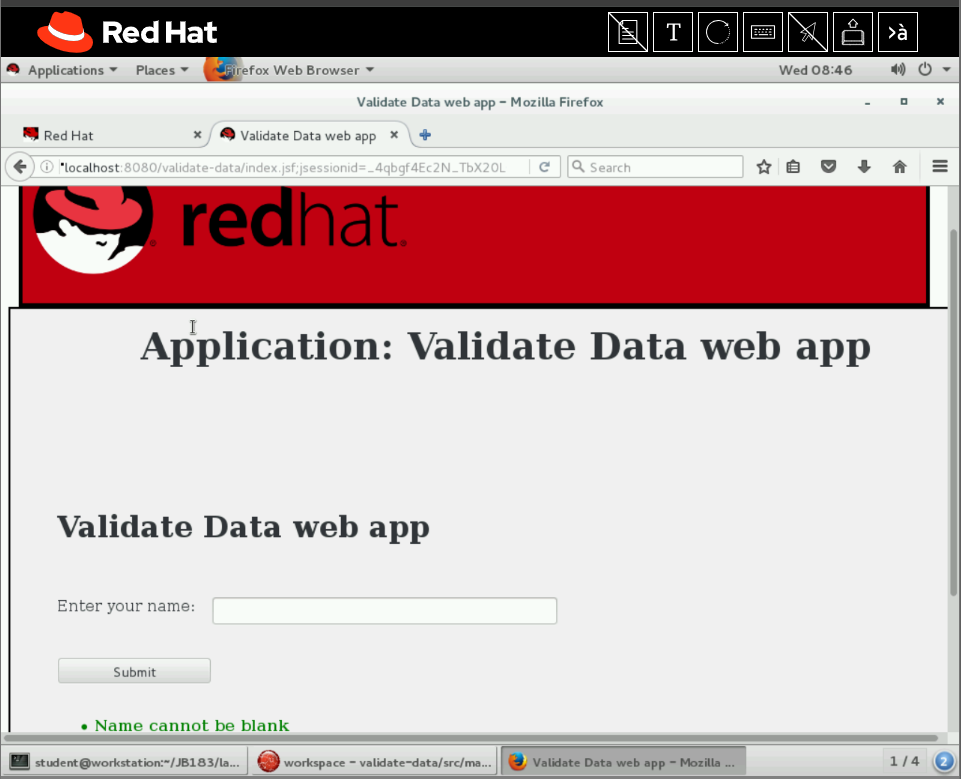 Red Hat
T
>à
Applications Places Firefox Web Browser Wed 08:46
Validate Data web app – Mozilla Firefox
Red Hat × Validate Data web app ×
localhost:8080/validate-data/index.jsf;jsessionid=_4qbgf4Ec2N_TbX20L Search
redhat.
Application: Validate Data web app
Validate Data web app
Enter your name:
Submit
• Name cannot be blank
student@workstation:~/JB183/la... workspace – validate-data/src/ma... Validate Data web app – Mozilla ... 1 / 4 2